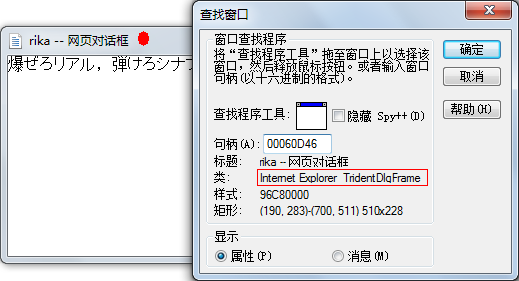 rika -- 网页对话框
爆ぜろリアル，弾けろシナプ
查找窗口
窗口查找程序
将“查找程序工具”拖至窗口上以选择该
窗口，然后释放鼠标按钮。或者输入窗口
句柄(以十六进制的格式)。
查找程序工具:
隐藏 Spy++(D)
句柄(A): 00060D46
标题: rika -- 网页对话框
类: Internet Explorer_TridentDlgFrame
样式: 96C80000
矩形: (190, 283)-(700, 511) 510x228
显示
属性(P)
消息(M)
确定
取消
帮助(H)